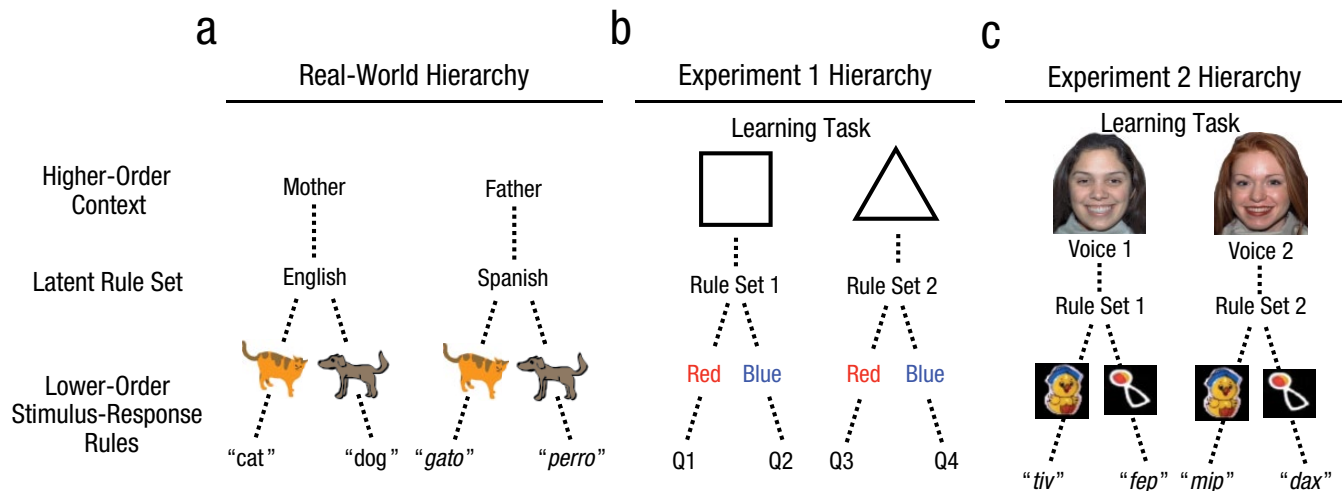 a
Real-World Hierarchy
b
Experiment 1 Hierarchy
c
Experiment 2 Hierarchy
Learning Task
Learning Task
Higher-Order
Context
Mother
Father
Voice 1
Voice 2
Latent Rule Set
English
Spanish
Rule Set 1
Rule Set 2
Rule Set 1
Rule Set 2
Lower-Order
Stimulus-Response
Rules
Red
Blue
Red
Blue
“cat”
“dog”
“gato”
“perro”
Q1
Q2
Q3
Q4
“tiv”
“fep”
“mip”
“dax”